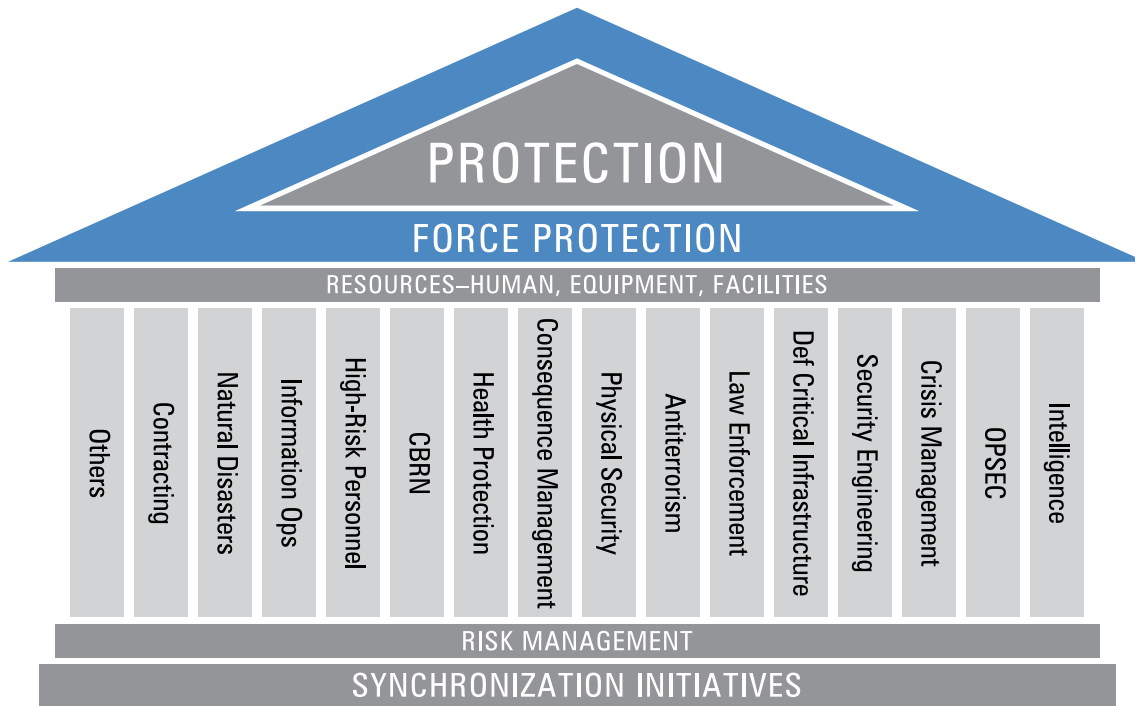 PROTECTION
FORCE PROTECTION
RESOURCES–HUMAN, EQUIPMENT, FACILITIES
Others
Contracting
Natural Disasters
Information Ops
High-Risk Personnel
CBRN
Health Protection
Consequence Management
Physical Security
Antiterrorism
Law Enforcement
Def Critical Infrastructure
Security Engineering
Crisis Management
OPSEC
Intelligence
RISK MANAGEMENT
SYNCHRONIZATION INITIATIVES